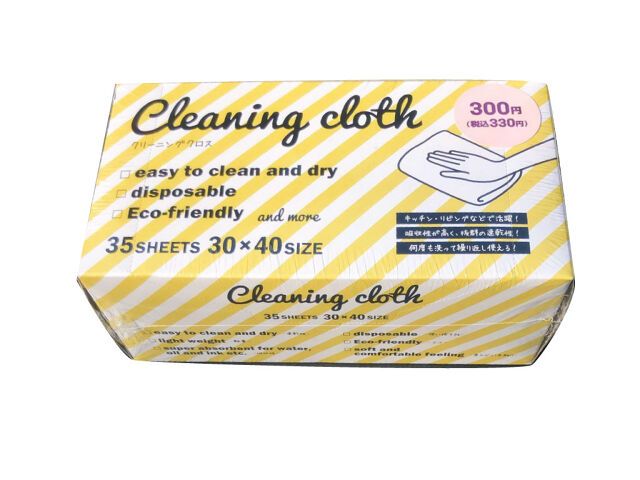 Cleaning cloth
クリーニングクロス
300円
(税込330円)
easy to clean and dry
disposable
Eco-friendly and more
35 SHEETS 30×40 SIZE
キッチン・リビングなどで活躍！
吸収性が高く、抜群の速乾性！
何度も洗って繰り返し使える！
Cleaning cloth
35 SHEETS 30×40 SIZE
easy to clean and dry
light weight
super absorbent for water,
oil and ink etc.
disposable
Eco-friendly
soft and
comfortable feeling